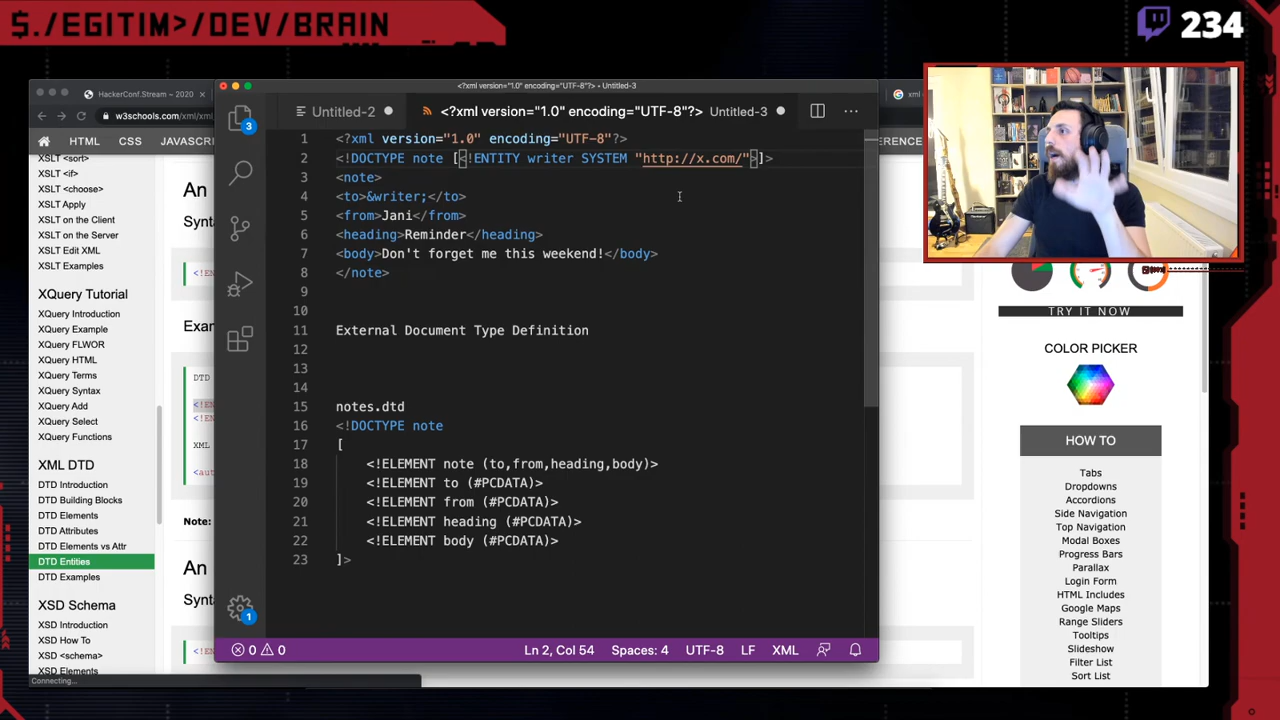 $./EGITIM>/DEV/BRAIN
234
<?xml version="1.0" encoding="UTF-8"?> • Untitled-3
HackerConf.Stream ~ 2020
w3schools.com/xml/xml
HTML
CSS
Untitled-2
<?xml version="1.0" encoding="UTF-8"?> Untitled-3
XSLT <sort>
XSLT <if>
XSLT <choose>
XSLT Apply
XSLT on the Client
XSLT on the Server
XSLT Edit XML
XSLT Examples
XQuery Tutorial
XQuery Introduction
XQuery Example
XQuery FLWOR
XQuery HTML
XQuery Terms
XQuery Syntax
XQuery Add
XQuery Select
XQuery Functions
XML DTD
DTD Introduction
DTD Building Blocks
DTD Elements
DTD Attributes
DTD Elements vs Attr
DTD Entities
DTD Examples
XSD Schema
XSD Introduction
XSD How To
XSD <schema>
XSD Elements
Connecting...
DTD
XML
Note:
An
An
3
1
1 <?xml version="1.0" encoding="UTF-8"?>
2 <!DOCTYPE note [<!ENTITY writer SYSTEM "http://x.com/">]>
3 <note>
4 <to>&writer;</to>
5 <from>Jani</from>
6 <heading>Reminder</heading>
7 <body>Don't forget me this weekend!</body>
8 </note>
9
10
11 External Document Type Definition
12
13
14
15 notes.dtd
16 <!DOCTYPE note
17 [
18 <!ELEMENT note (to,from,heading,body)>
19 <!ELEMENT to (#PCDATA)>
20 <!ELEMENT from (#PCDATA)>
21 <!ELEMENT heading (#PCDATA)>
22 <!ELEMENT body (#PCDATA)>
23 ]>
0 0
Ln 2, Col 54
Spaces: 4
UTF-8
LF
XML
TRY IT NOW
COLOR PICKER
HOW TO
Tabs
Dropdowns
Accordions
Side Navigation
Top Navigation
Modal Boxes
Progress Bars
Parallax
Login Form
HTML Includes
Google Maps
Range Sliders
Tooltips
Slideshow
Filter List
Sort List